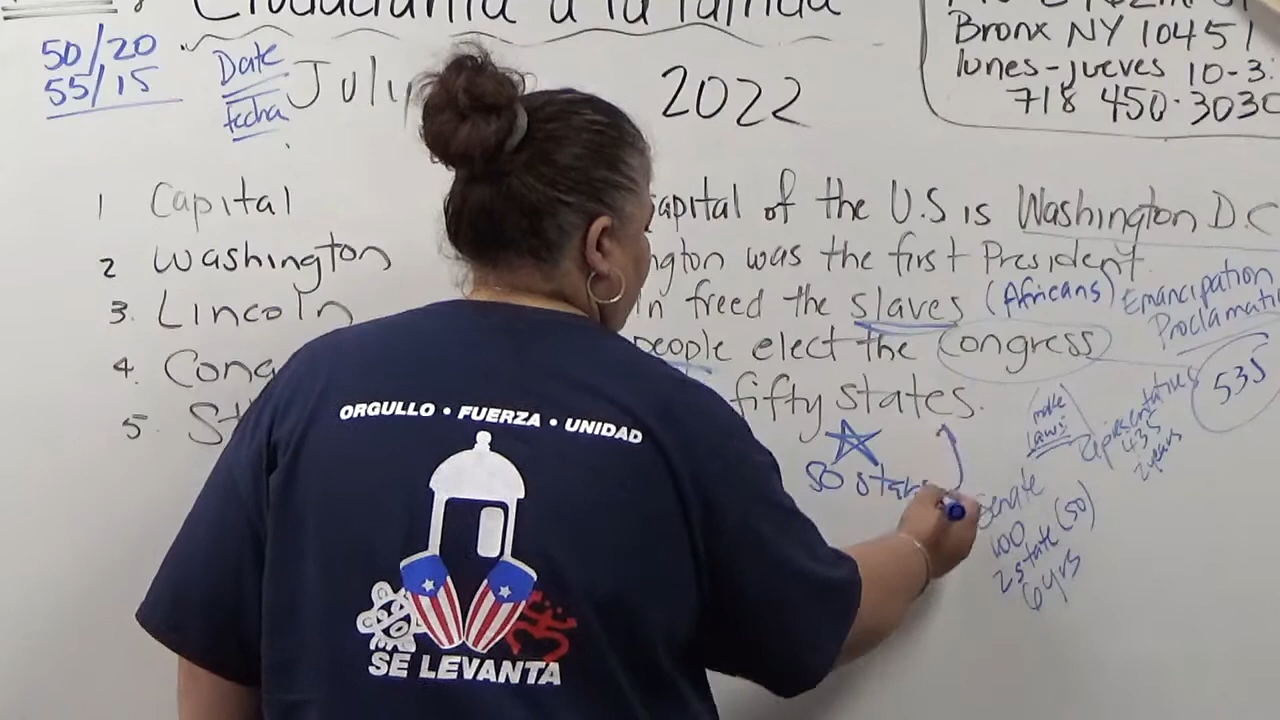 Ciudadanía a la
Bronx NY 10451
lunes-jueves 10-3:
718 450-3030
50/20
55/15
Date
Fecha
July 2022
1 Capital apital of the U.S is Washington D.C
2 Washington ngton was the first President
3. Lincoln n freed the slaves (Africans) Emancipation
Proclamati
4. Cong people elect the Congress
5. St fifty states.
535
make
laws
representatives
435
2 years
50 stars
Senate
100
2 state (50)
6 yrs
ORGULLO • FUERZA • UNIDAD
SE LEVANTA